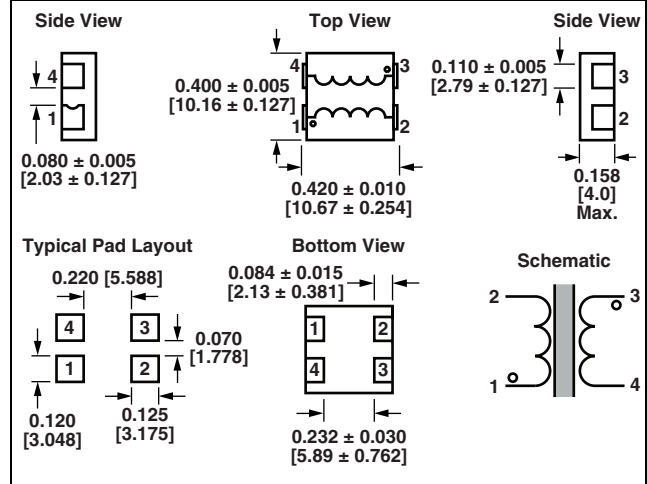 Side View
4
1
0.080 ± 0.005
[2.03 ± 0.127]
Top View
0.400 ± 0.005
[10.16 ± 0.127]
4
3
1
2
0.420 ± 0.010
[10.67 ± 0.254]
Side View
0.110 ± 0.005
[2.79 ± 0.127]
3
2
0.158
[4.0]
Max.
Typical Pad Layout
0.220 [5.588]
4
3
1
2
0.070
[1.778]
0.120
[3.048]
0.125
[3.175]
Bottom View
0.084 ± 0.015
[2.13 ± 0.381]
1
2
4
3
0.232 ± 0.030
[5.89 ± 0.762]
Schematic
2
3
1
4